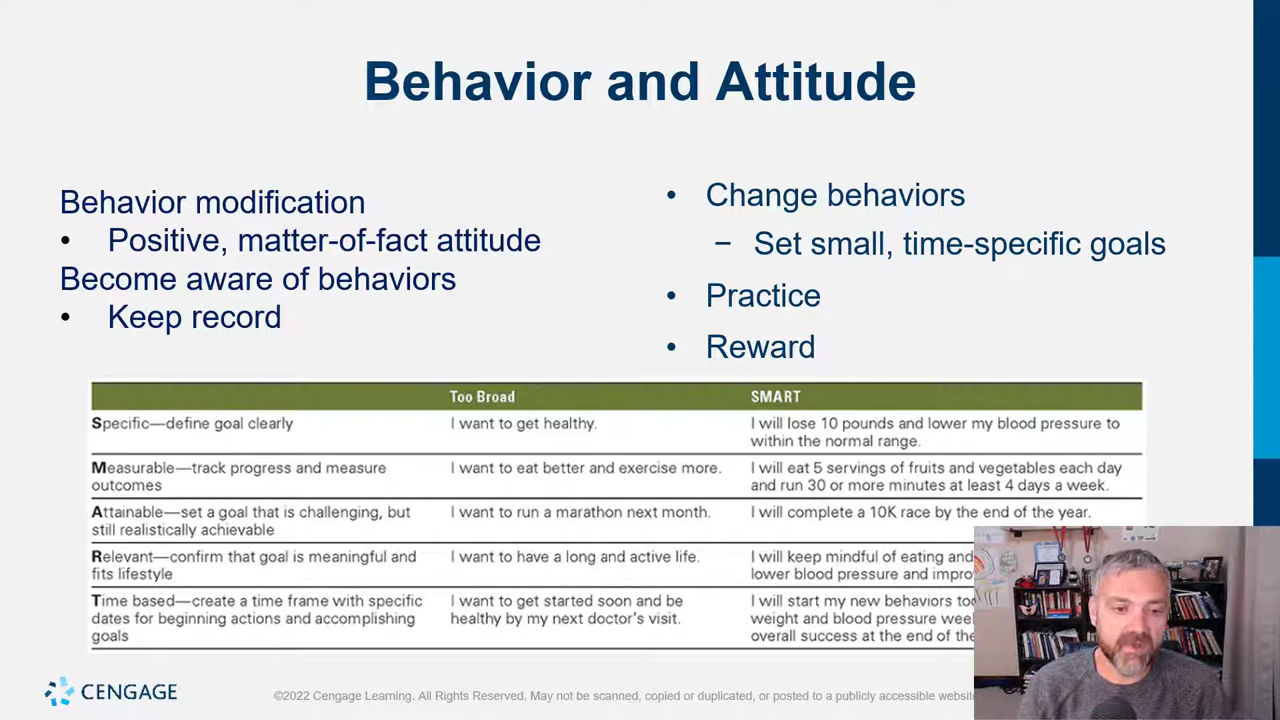 Behavior and Attitude
Behavior modification
• Positive, matter-of-fact attitude
Become aware of behaviors
• Keep record
• Change behaviors
– Set small, time-specific goals
• Practice
• Reward
Too Broad SMART
Specific—define goal clearly I want to get healthy. I will lose 10 pounds and lower my blood pressure to
within the normal range.
Measurable—track progress and measure I want to eat better and exercise more. I will eat 5 servings of fruits and vegetables each day
outcomes and run 30 or more minutes at least 4 days a week.
Attainable—set a goal that is challenging, but I want to run a marathon next month. I will complete a 10K race by the end of the year.
still realistically achievable
Relevant—confirm that goal is meaningful and I want to have a long and active life. I will keep mindful of eating and
fits lifestyle lower blood pressure and
Time based—create a time frame with specific I want to get started soon and be I will start my new behaviors
dates for beginning actions and accomplishing healthy by my next doctor's visit. weight and blood pressure
goals overall success at the end of the
CENGAGE
©2022 Cengage Learning. All Rights Reserved. May not be scanned, copied or duplicated, or posted to a publicly accessible